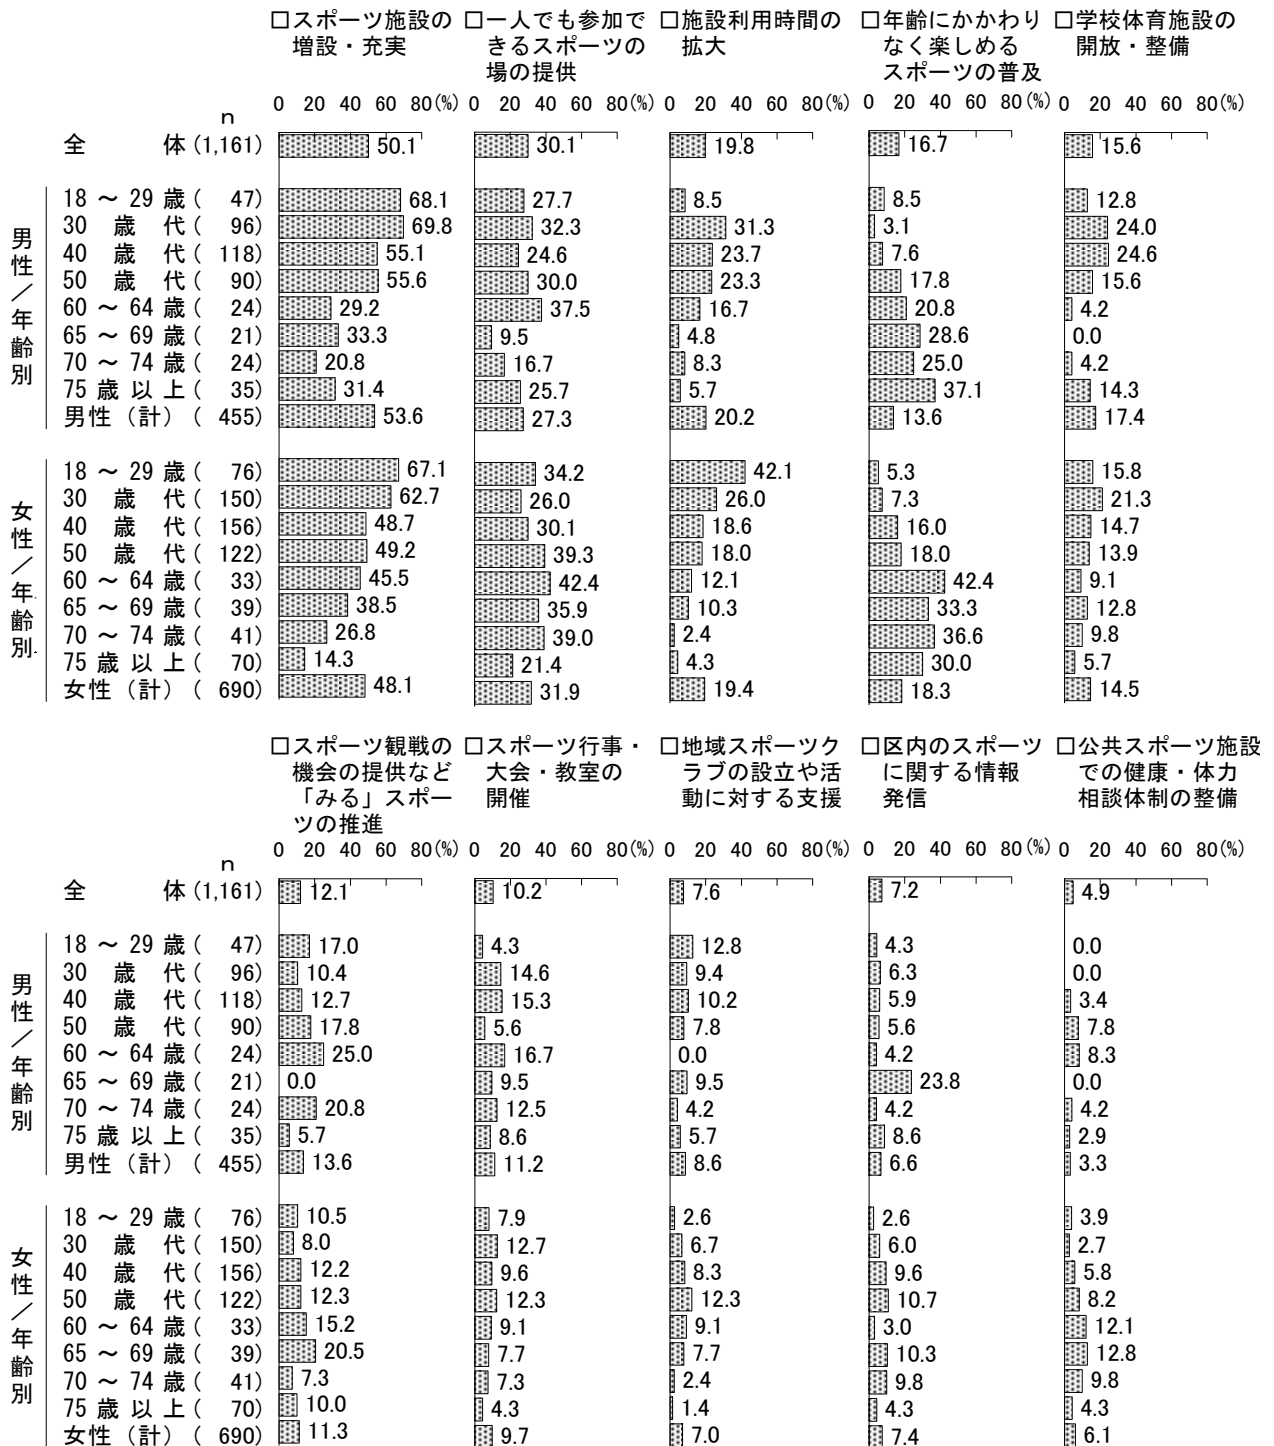 □スポーツ施設の増設・充実
□一人でも参加できるスポーツの場の提供
□施設利用時間の拡大
□年齢にかかわりなく楽しめるスポーツの普及
□学校体育施設の開放・整備
0 20 40 60 80(%) 0 20 40 60 80(%) 0 20 40 60 80(%) 0 20 40 60 80(%) 0 20 40 60 80(%)
n
全体(1,161) 50.1 30.1 19.8 16.7 15.6
男性／年齢別
18～29歳( 47) 68.1 27.7 8.5 8.5 12.8
30歳代( 96) 69.8 32.3 31.3 3.1 24.0
40歳代( 118) 55.1 24.6 23.7 7.6 24.6
50歳代( 90) 55.6 30.0 23.3 17.8 15.6
60～64歳( 24) 29.2 37.5 16.7 20.8 4.2
65～69歳( 21) 33.3 9.5 4.8 28.6 0.0
70～74歳( 24) 20.8 16.7 8.3 25.0 4.2
75歳以上( 35) 31.4 25.7 5.7 37.1 14.3
男性（計）( 455) 53.6 27.3 20.2 13.6 17.4
女性／年齢別
18～29歳( 76) 67.1 34.2 42.1 5.3 15.8
30歳代( 150) 62.7 26.0 26.0 7.3 21.3
40歳代( 156) 48.7 30.1 18.6 16.0 14.7
50歳代( 122) 49.2 39.3 18.0 18.0 13.9
60～64歳( 33) 45.5 42.4 12.1 42.4 9.1
65～69歳( 39) 38.5 35.9 10.3 33.3 12.8
70～74歳( 41) 26.8 39.0 2.4 36.6 9.8
75歳以上( 70) 14.3 21.4 4.3 30.0 5.7
女性（計）( 690) 48.1 31.9 19.4 18.3 14.5
□スポーツ観戦の機会の提供など「みる」スポーツの推進
□スポーツ行事・大会・教室の開催
□地域スポーツクラブの設立や活動に対する支援
□区内のスポーツに関する情報発信
□公共スポーツ施設での健康・体力相談体制の整備
0 20 40 60 80(%) 0 20 40 60 80(%) 0 20 40 60 80(%) 0 20 40 60 80(%) 0 20 40 60 80(%)
n
全体(1,161) 12.1 10.2 7.6 7.2 4.9
男性／年齢別
18～29歳( 47) 17.0 4.3 12.8 4.3 0.0
30歳代( 96) 10.4 14.6 9.4 6.3 0.0
40歳代( 118) 12.7 15.3 10.2 5.9 3.4
50歳代( 90) 17.8 5.6 7.8 5.6 7.8
60～64歳( 24) 25.0 16.7 0.0 4.2 8.3
65～69歳( 21) 0.0 9.5 9.5 23.8 0.0
70～74歳( 24) 20.8 12.5 4.2 4.2 4.2
75歳以上( 35) 5.7 8.6 5.7 8.6 2.9
男性（計）( 455) 13.6 11.2 8.6 6.6 3.3
女性／年齢別
18～29歳( 76) 10.5 7.9 2.6 2.6 3.9
30歳代( 150) 8.0 12.7 6.7 6.0 2.7
40歳代( 156) 12.2 9.6 8.3 9.6 5.8
50歳代( 122) 12.3 12.3 12.3 10.7 8.2
60～64歳( 33) 15.2 9.1 9.1 3.0 12.1
65～69歳( 39) 20.5 7.7 7.7 10.3 12.8
70～74歳( 41) 7.3 7.3 2.4 9.8 9.8
75歳以上( 70) 10.0 4.3 1.4 4.3 4.3
女性（計）( 690) 11.3 9.7 7.0 7.4 6.1